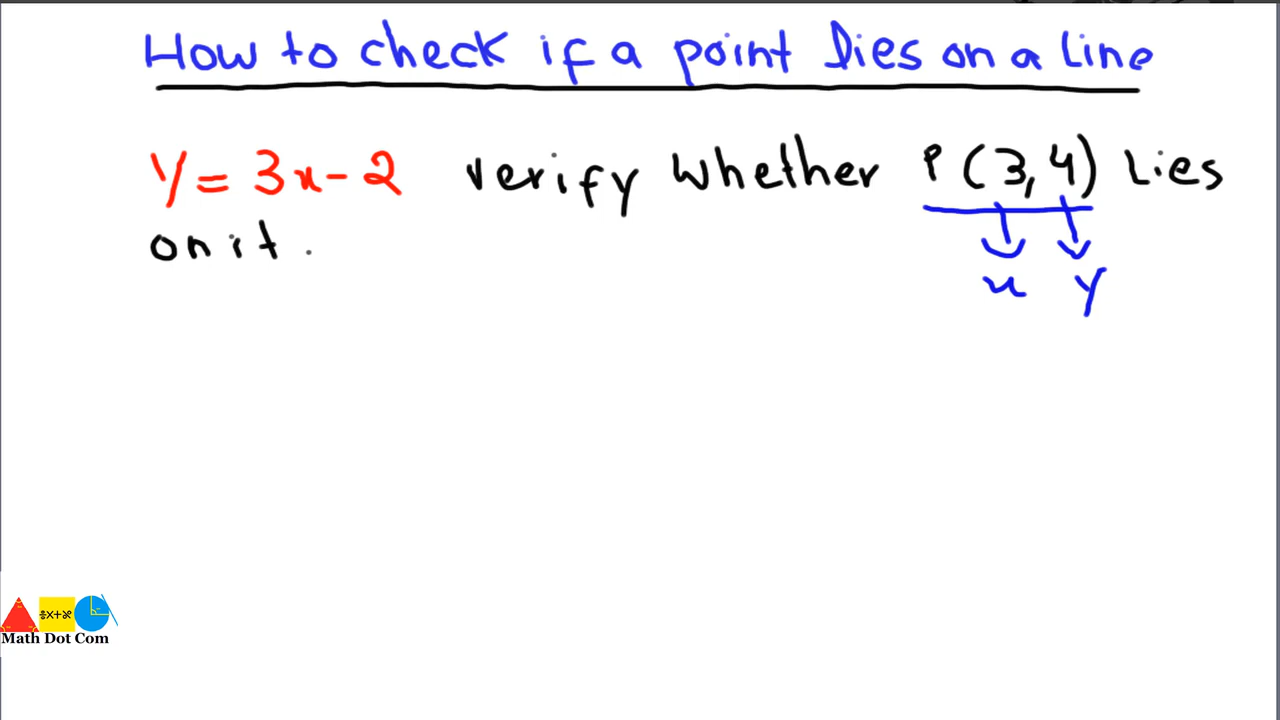 How to check if a point lies on a line
Y = 3x - 2 verify whether P (3, 4) Lies
on it .
x y
÷x+%
Math Dot Com